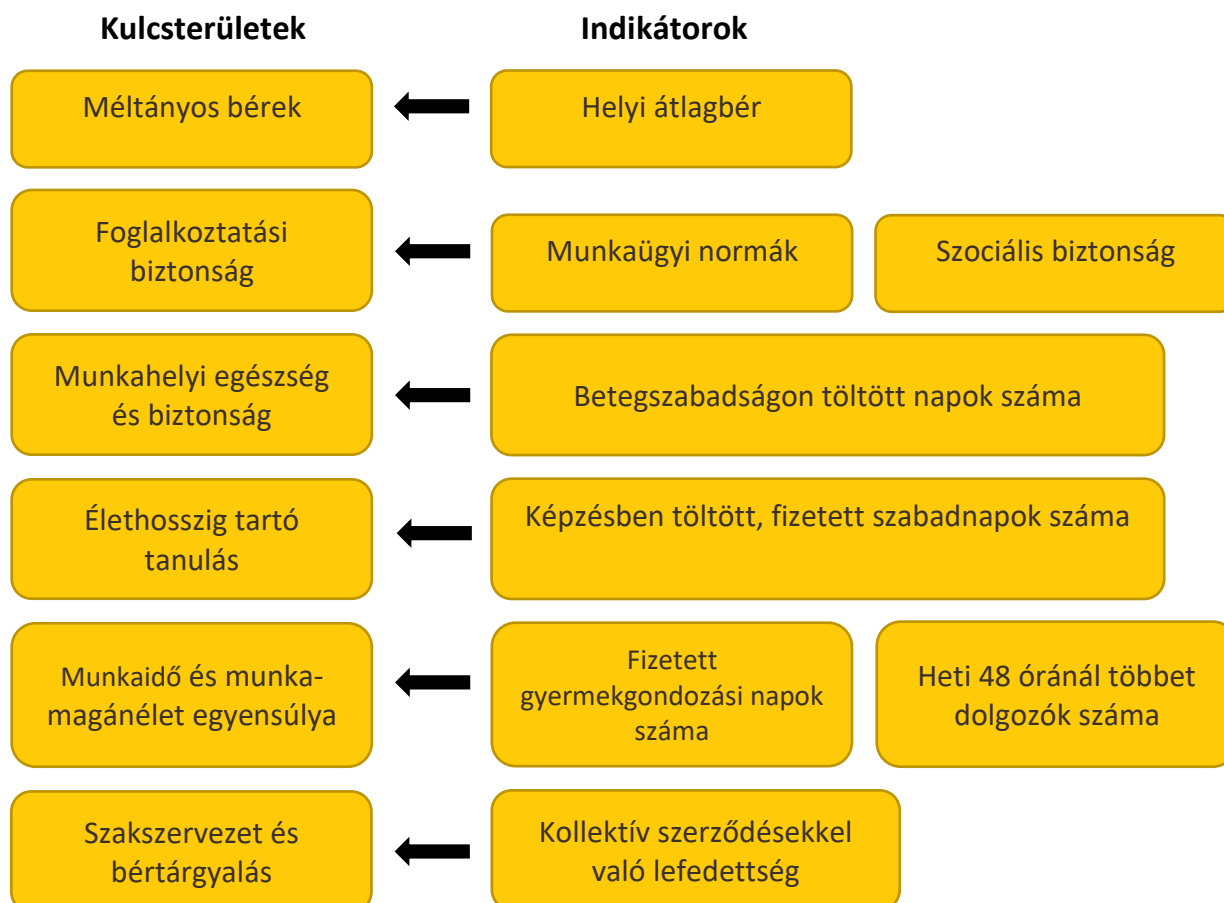 Kulcsterületek
Indikátorok
Méltányos bérek
Helyi átlagbér
Foglalkoztatási
biztonság
Munkaügyi normák
Szociális biztonság
Munkahelyi egészség
és biztonság
Betegszabadságon töltött napok száma
Élethosszig tartó
tanulás
Képzésben töltött, fizetett szabadnapok száma
Munkaidő és munka-
magánélet egyensúlya
Fizetett
gyermekgondozási napok
száma
Heti 48 óránál többet
dolgozók száma
Szakszervezet és
bértárgyalás
Kollektív szerződésekkel
való lefedettség